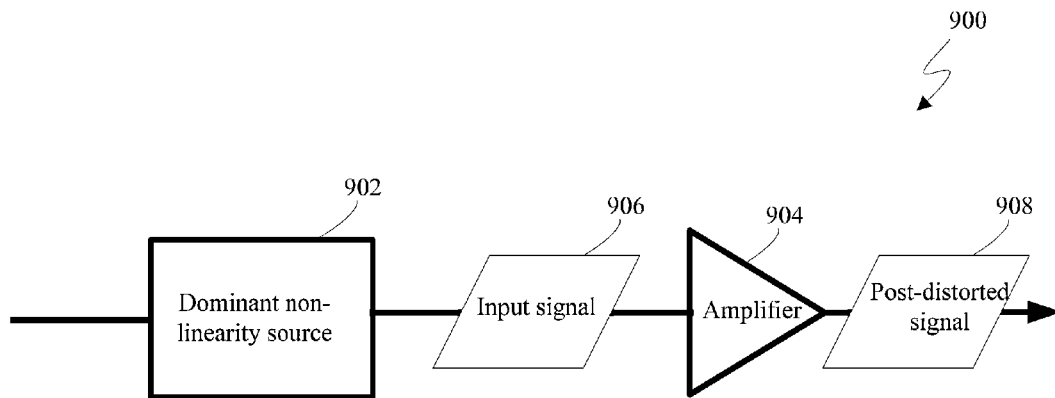 900
902
906
904
908
Dominant non-
linearity source
Input signal
Amplifier
Post-distorted
signal